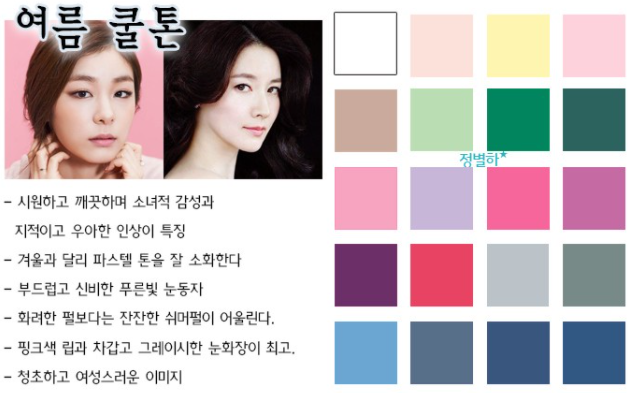 여름 쿨톤
- 시원하고 깨끗하며 소녀적 감성과
지적이고 우아한 인상이 특징
- 겨울과 달리 파스텔 톤을 잘 소화한다
- 부드럽고 신비한 푸른빛 눈동자
- 화려한 펄보다는 잔잔한 쉬머펄이 어울린다.
- 핑크색 립과 차갑고 그레이시한 눈화장이 최고.
- 청초하고 여성스러운 이미지
정별하★